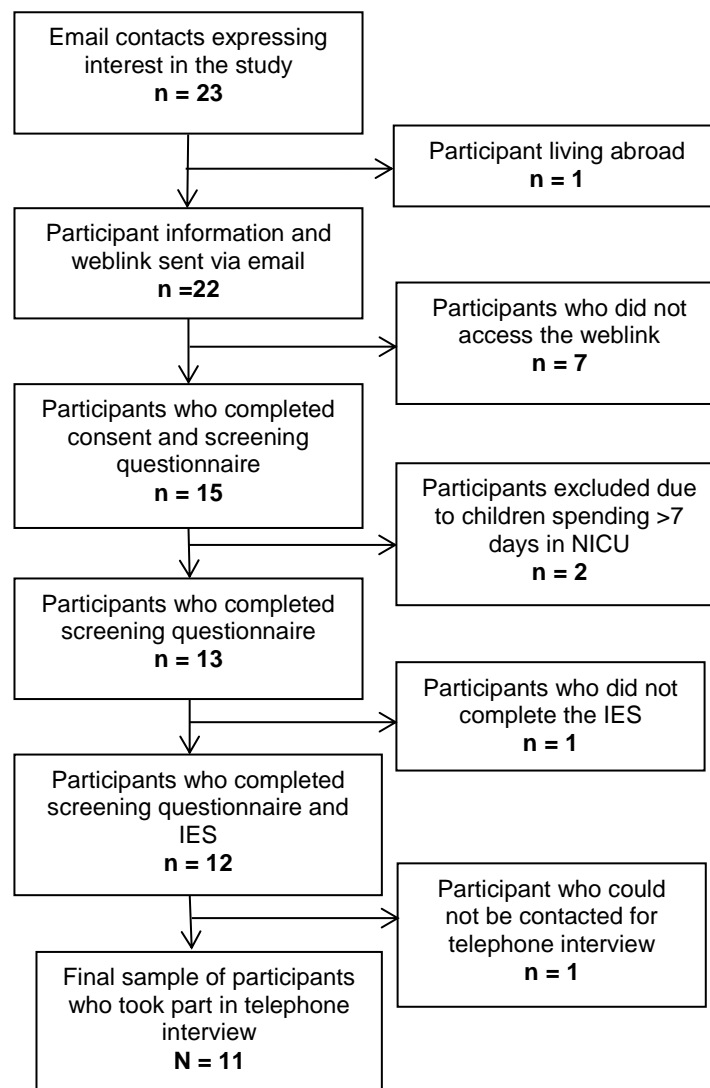 Email contacts expressing
interest in the study
n = 23
Participant living abroad
n = 1
Participant information and
weblink sent via email
n =22
Participants who did not
access the weblink
n = 7
Participants who completed
consent and screening
questionnaire
n = 15
Participants excluded due
to children spending >7
days in NICU
n = 2
Participants who completed
screening questionnaire
n = 13
Participants who did not
complete the IES
n = 1
Participants who completed
screening questionnaire and
IES
n = 12
Participant who could
not be contacted for
telephone interview
n = 1
Final sample of participants
who took part in telephone
interview
N = 11